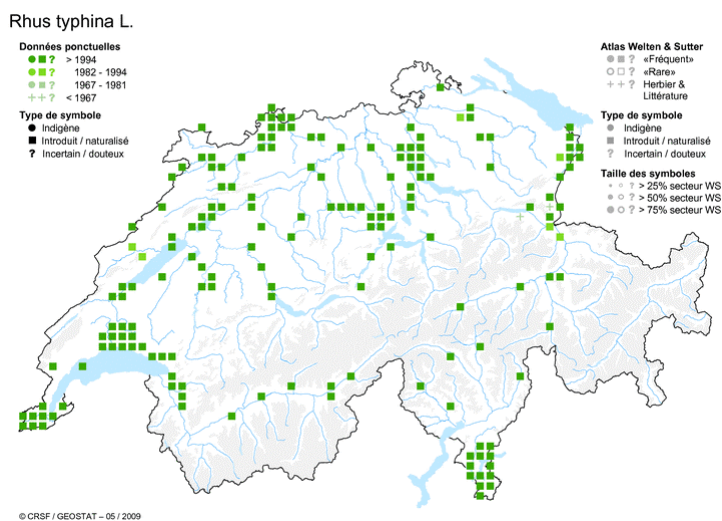 Rhus typhina L.
Données ponctuelles
? > 1994
? 1982 - 1994
? 1967 - 1981
++? < 1967
Type de symbole
Indigène
Introduit / naturalisé
? Incertain / douteux
Atlas Welten & Sutter
? «Fréquent»
? «Rare»
++? Herbier &
Littérature
Type de symbole
Indigène
Introduit / naturalisé
? Incertain / douteux
Taille des symboles
? > 25% secteur WS
? > 50% secteur WS
? > 75% secteur WS
© CRSF / GEOSTAT – 05 / 2009